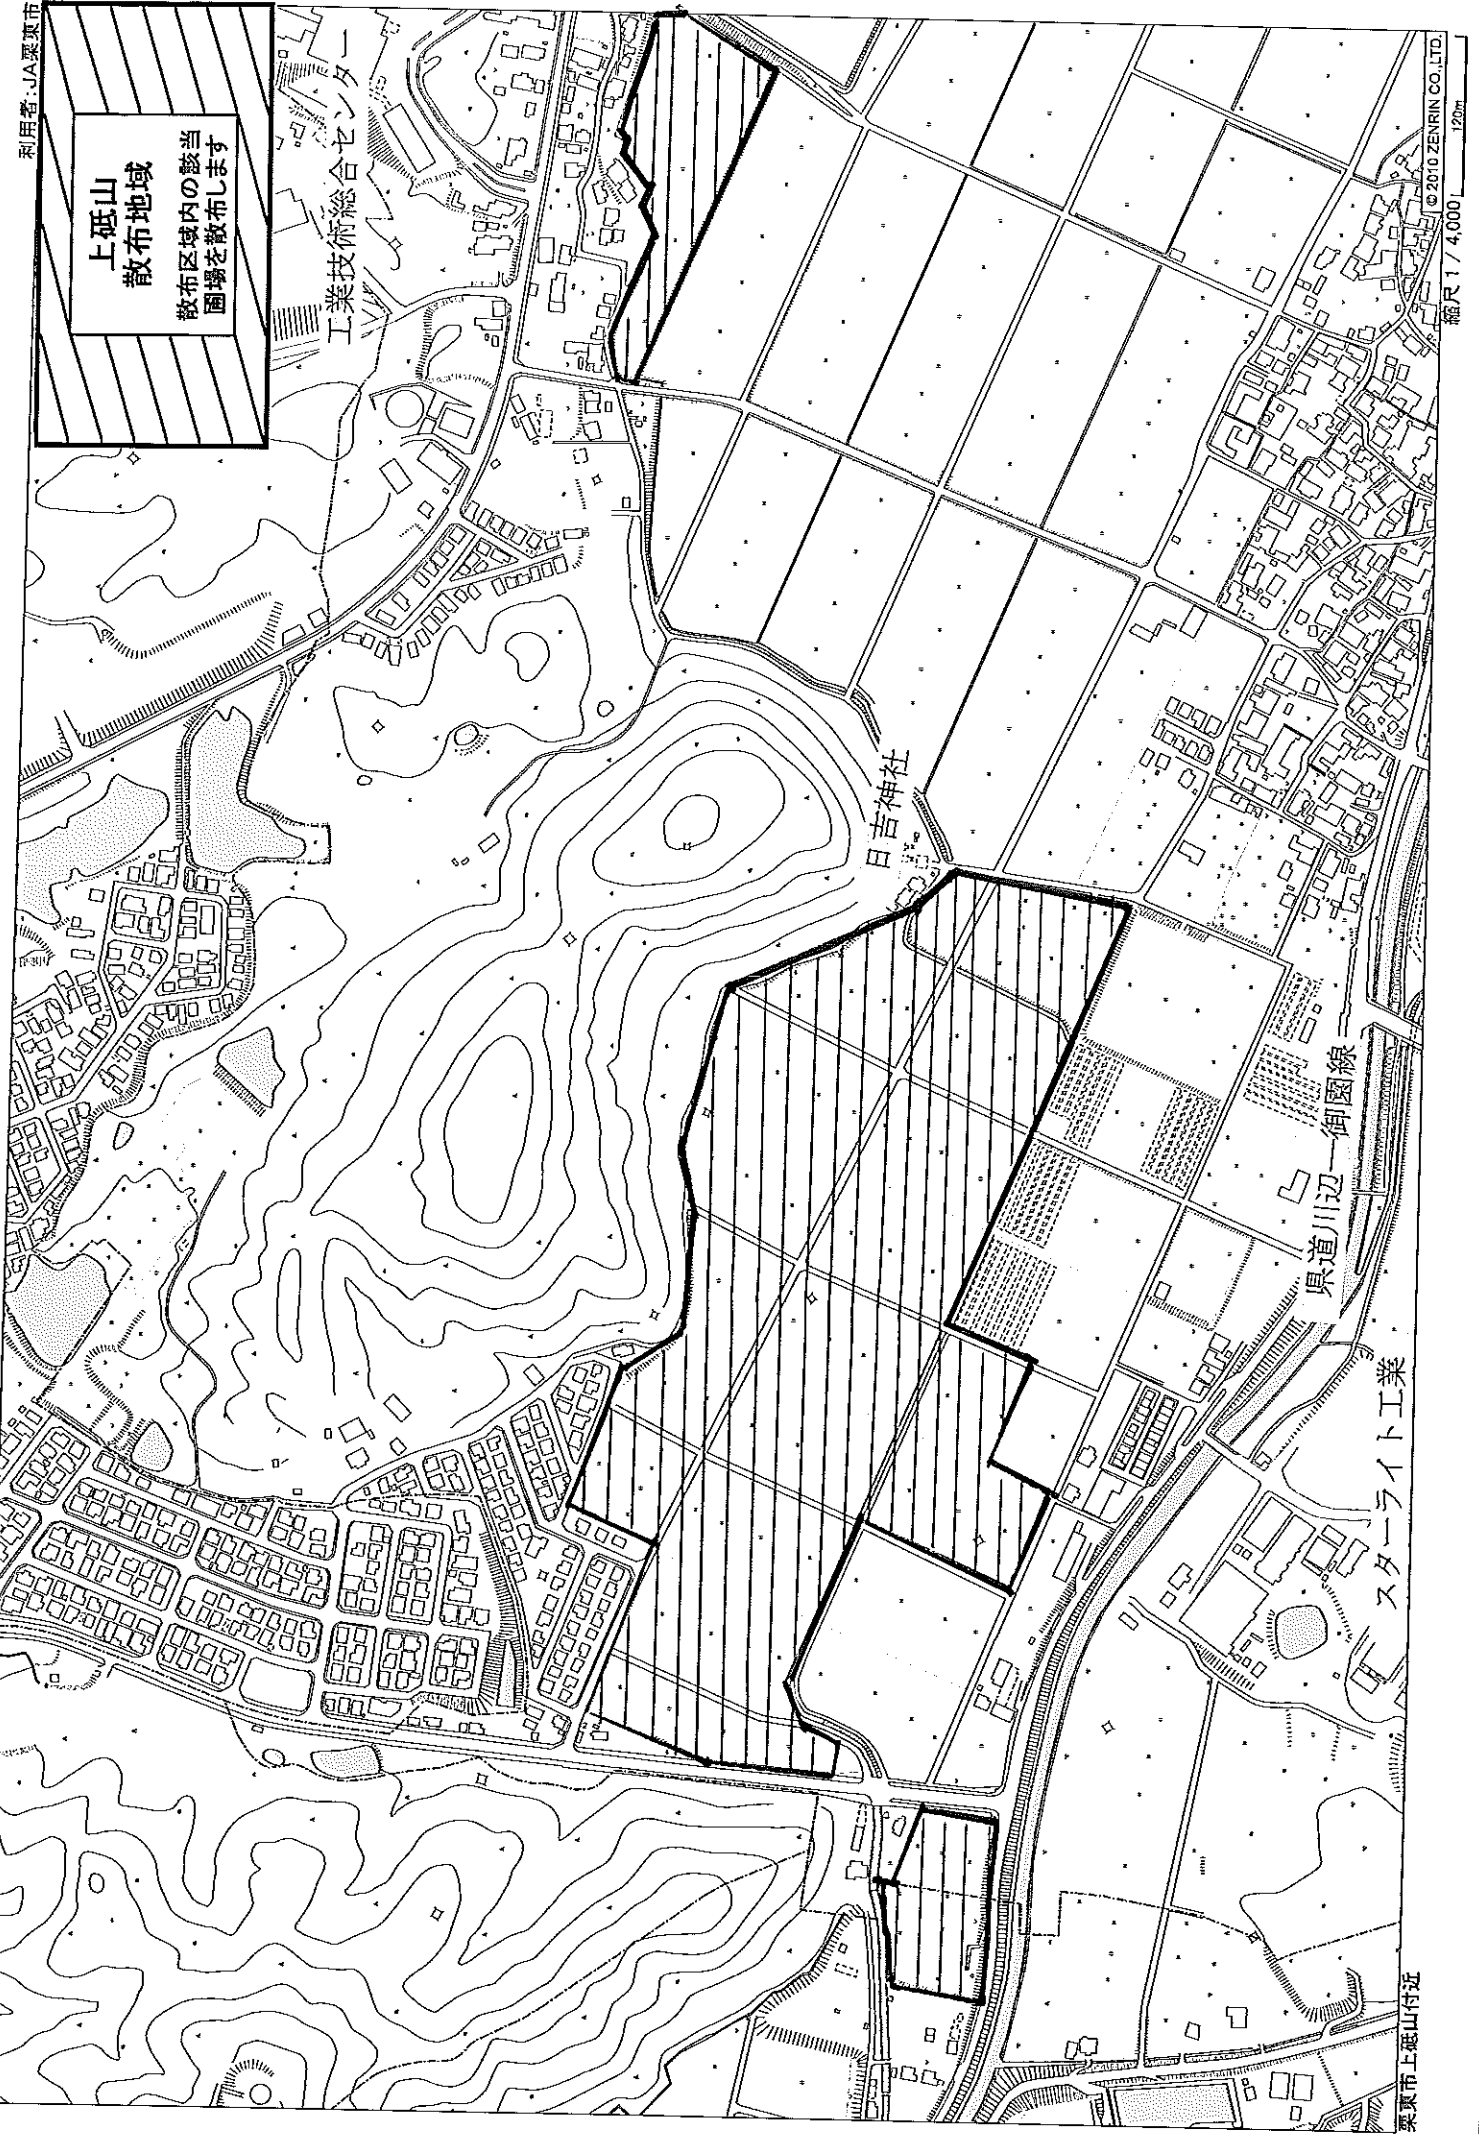 利用者:JA栗東市
上砥山
散布地域
散布区域内の該当
圃場を散布します
工業技術総合センター
日吉神社
県道川辺一御園線
スターライト工業
栗東市上砥山付近
©2010 ZENRIN CO.,LTD.
縮尺 1 / 4,000
120m